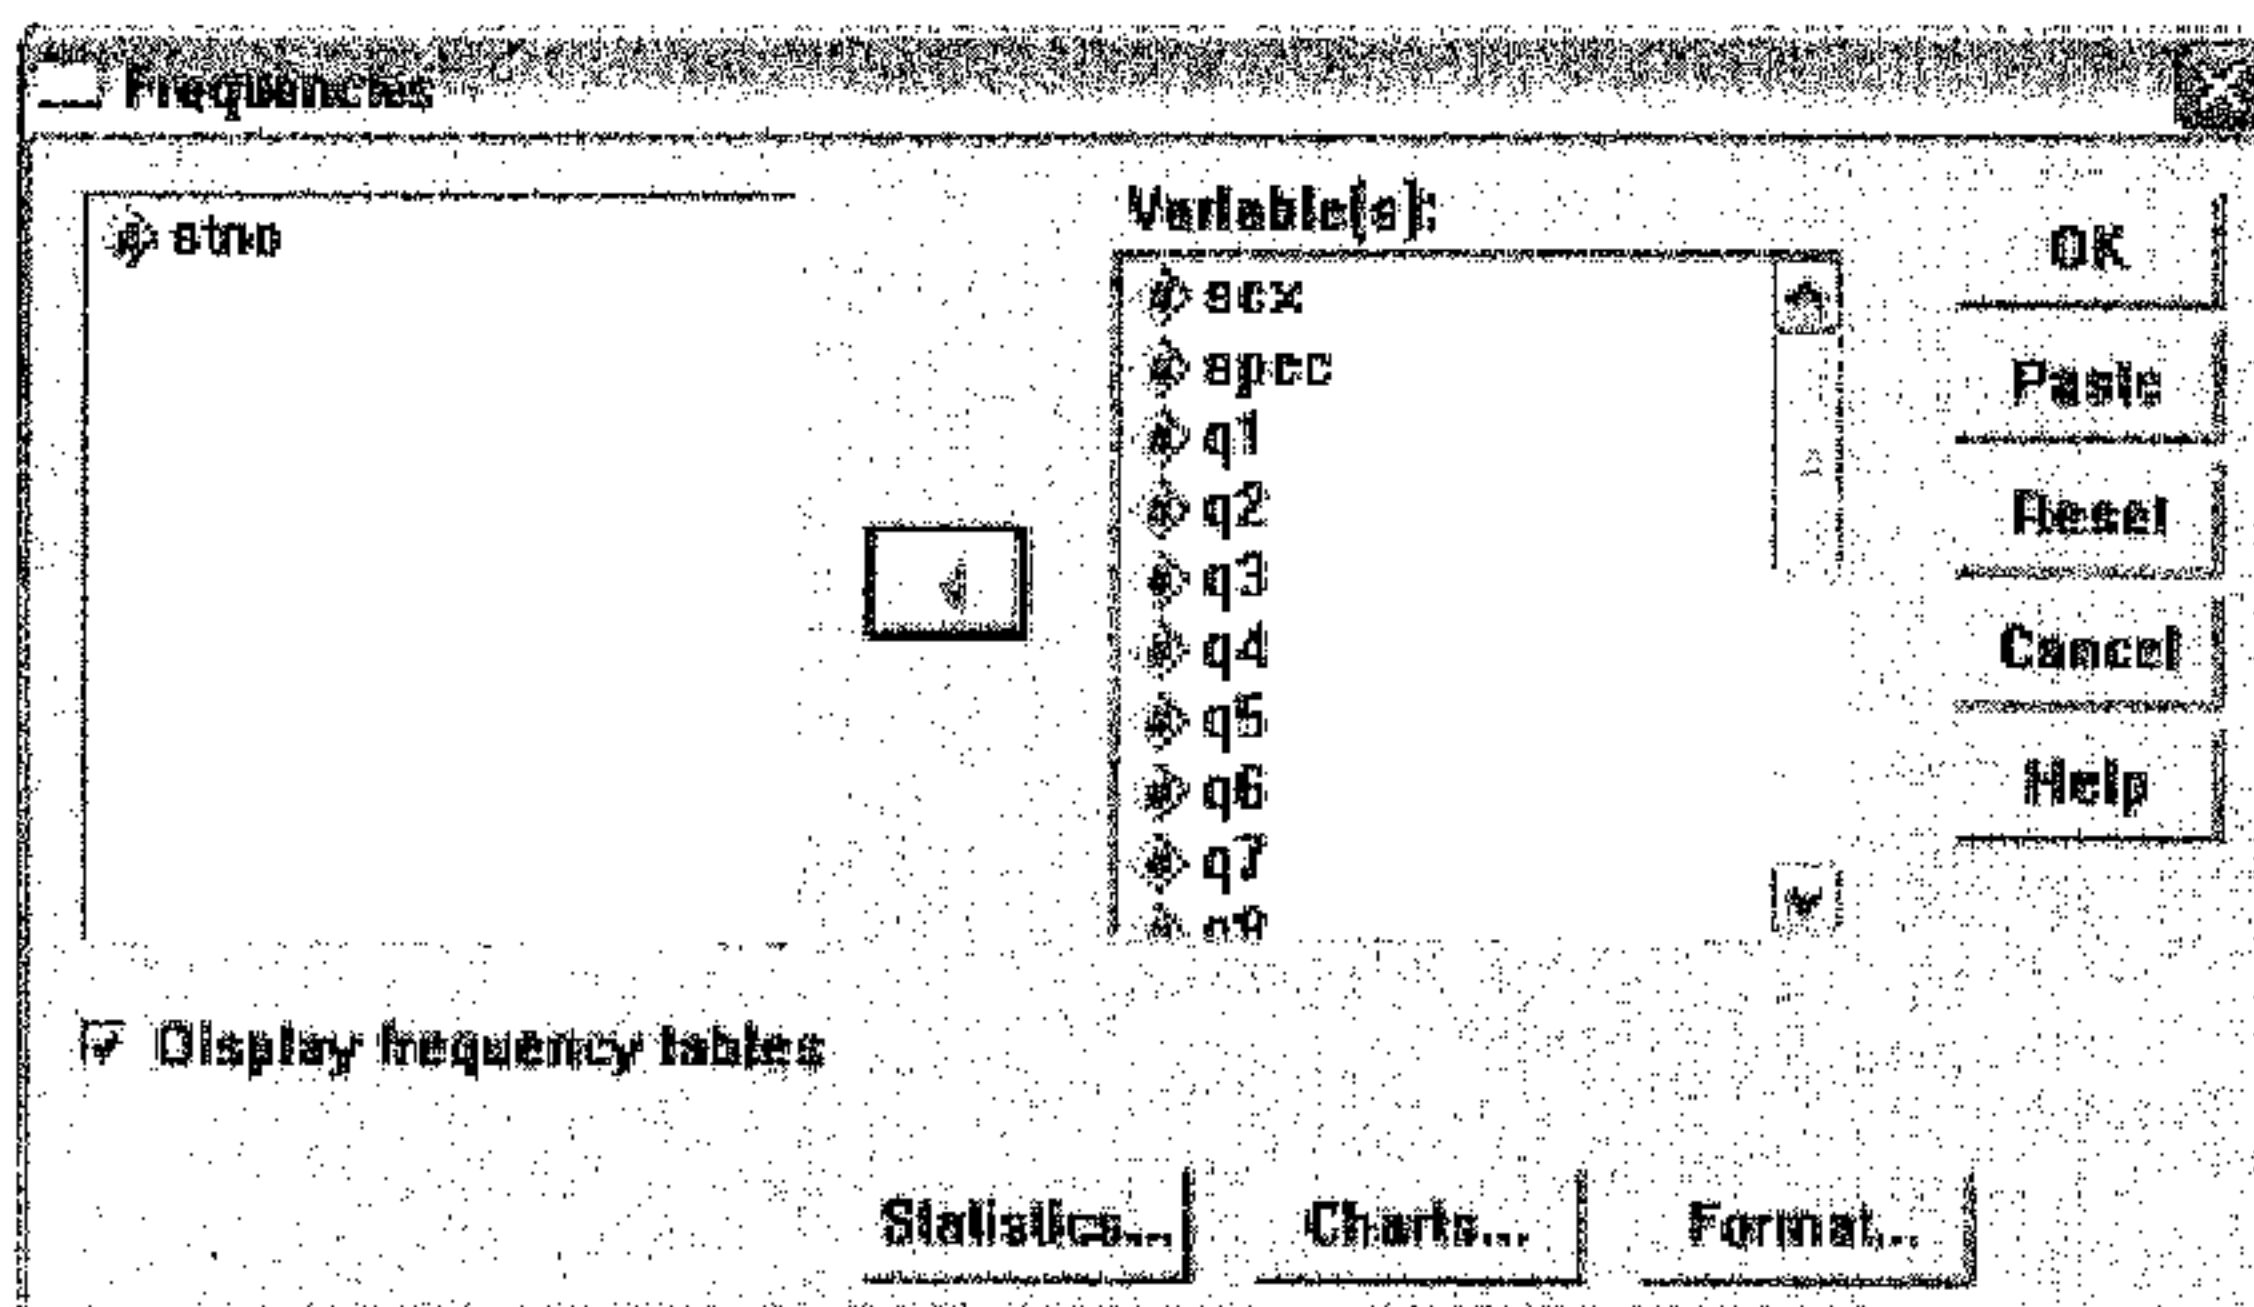 Frequencies
stno
Variable(s):
sex
spec
q1
q2
q3
q4
q5
q6
q7
OK
Paste
Reset
Cancel
Help
Display frequency tables
Statistics...
Charts...
Format...